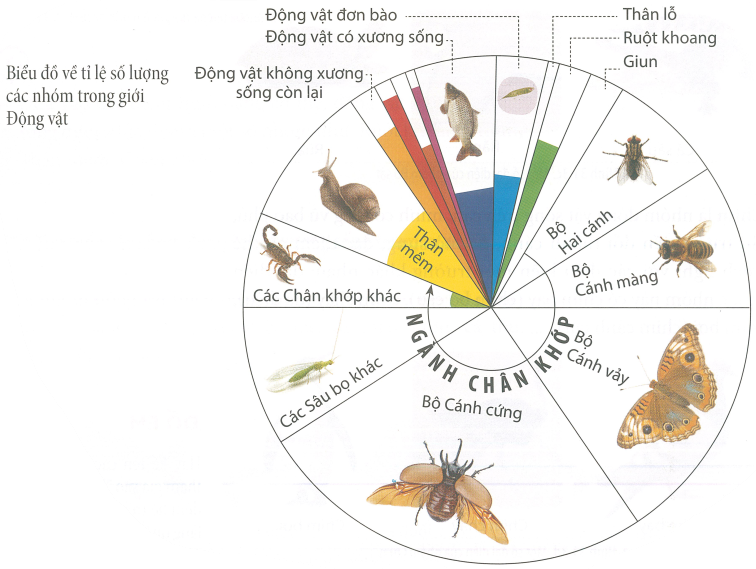 Biểu đồ về tỉ lệ số lượng
các nhóm trong giới
Động vật
Động vật đơn bào
Động vật có xương sống
Động vật không xương
sống còn lại
Thân lỗ
Ruột khoang
Giun
Bộ
Hai cánh
Bộ
Cánh màng
Bộ
Cánh vảy
Bộ Cánh cứng
Các Sâu bọ khác
Các Chân khớp khác
Thân
mềm
NGÀNH CHÂN KHỚP